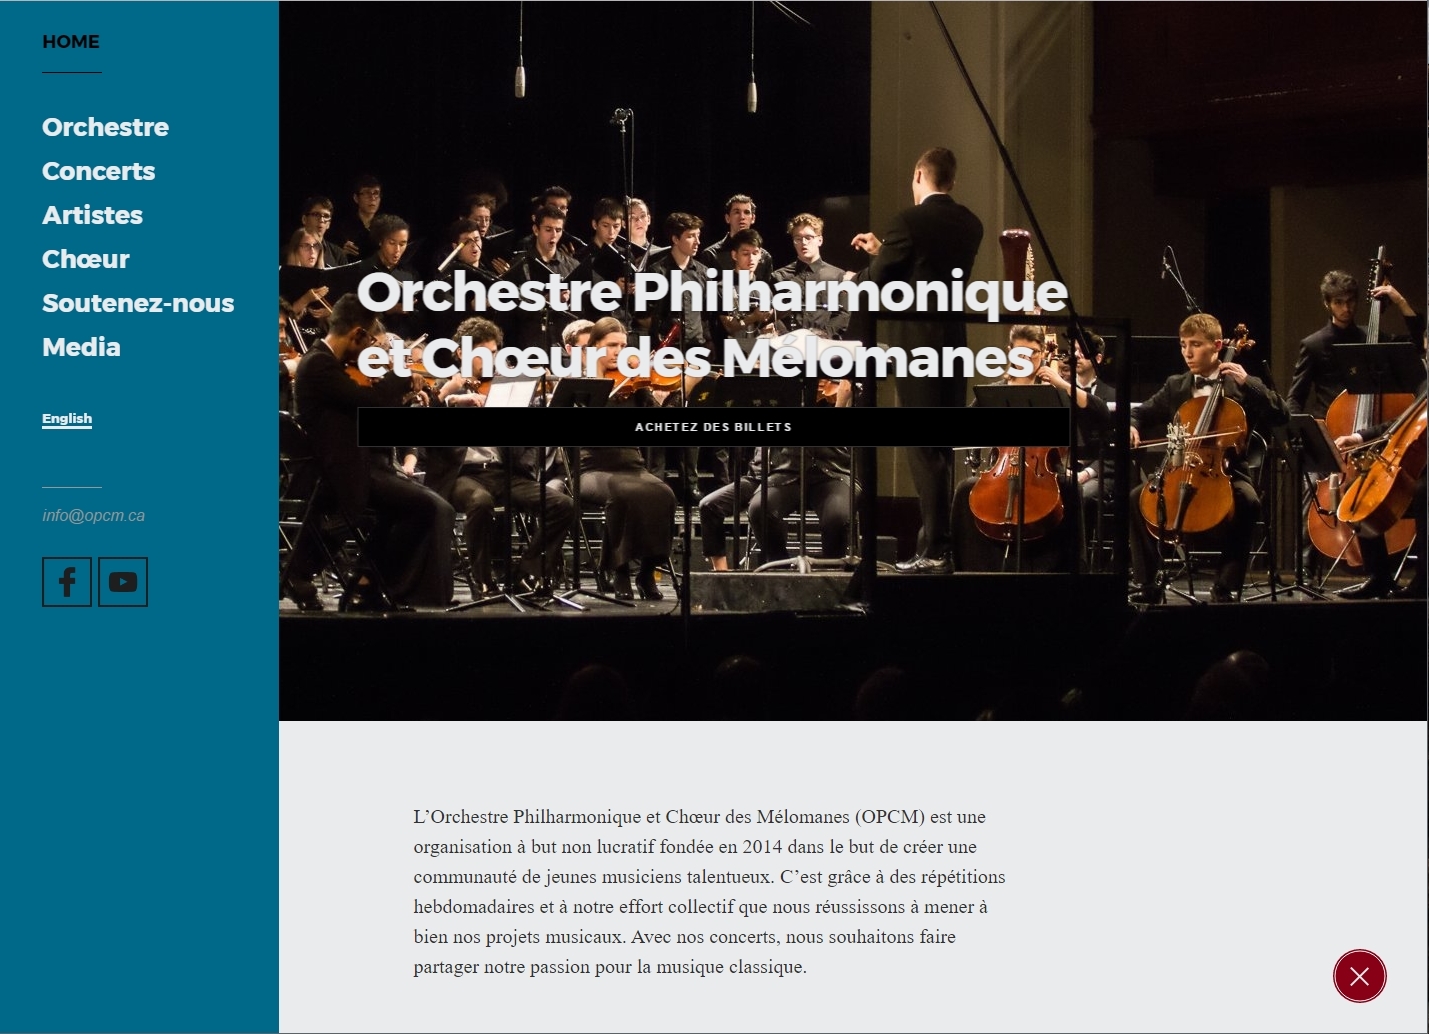 HOME
Orchestre
Concerts
Artistes
Chœur
Soutenez-nous
Media
English
info@opcm.ca
Orchestre Philharmonique
et Chœur des Mélomanes
ACHETEZ DES BILLETS
L’Orchestre Philharmonique et Chœur des Mélomanes (OPCM) est une
organisation à but non lucratif fondée en 2014 dans le but de créer une
communauté de jeunes musiciens talentueux. C’est grâce à des répétitions
hebdomadaires et à notre effort collectif que nous réussissons à mener à
bien nos projets musicaux. Avec nos concerts, nous souhaitons faire
partager notre passion pour la musique classique.